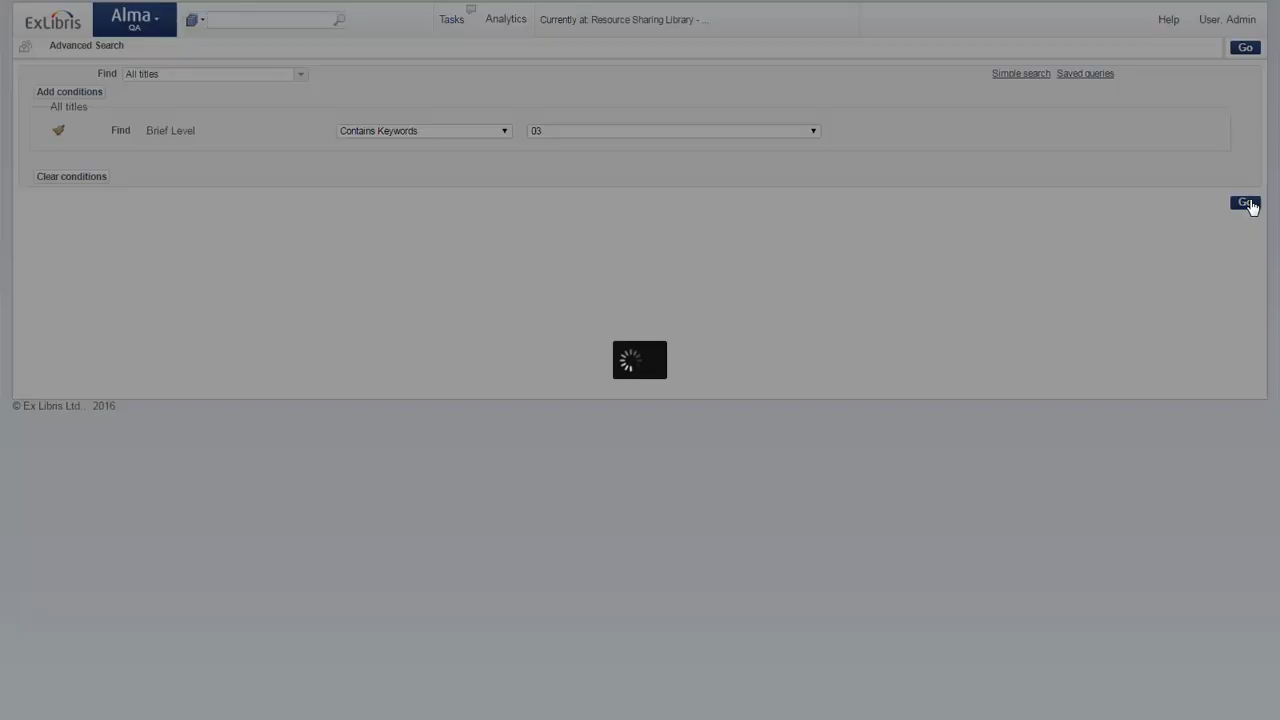 ExLibris
Alma
QA
Tasks
Analytics
Currently at: Resource Sharing Library - ...
Help
User, Admin
Advanced Search
Go
Find
All titles
Simple search
Saved queries
Add conditions
All titles
Find
Brief Level
Contains Keywords
03
Clear conditions
Go
© Ex Libris Ltd., 2016